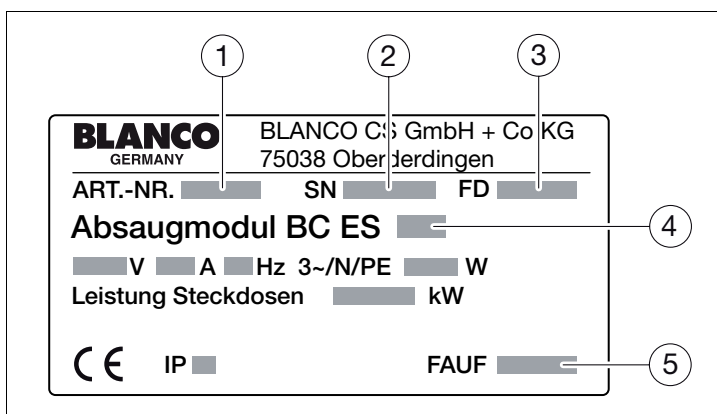 1 2 3
BLANCO BLANCO CS GmbH + Co KG
GERMANY 75038 Oberderdingen
ART.-NR. SN FD
Absaugmodul BC ES 4
V A Hz 3~/N/PE W
Leistung Steckdosen kW
CE IP FAUF 5